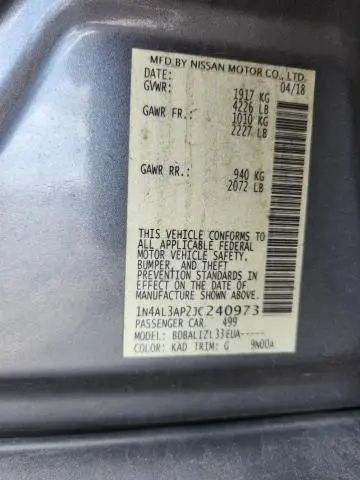 MFD.BY NISSAN MOTOR CO., LTD.
DATE: 04/18
GVWR: 1917 KG
4226 LB
GAWR FR.: 1010 KG
2227 LB
GAWR RR.: 940 KG
2072 LB
THIS VEHICLE CONFORMS TO
ALL APPLICABLE FEDERAL
MOTOR VEHICLE SAFETY,
BUMPER, AND THEFT
PREVENTION STANDARDS IN
EFFECT ON THE DATE OF
MANUFACTURE SHOWN ABOVE.
1N4AL3AP2JC240973
PASSENGER CAR 499
MODEL: BDBALIZL33EUA-----
COLOR: KAD TRIM: G 9N00A